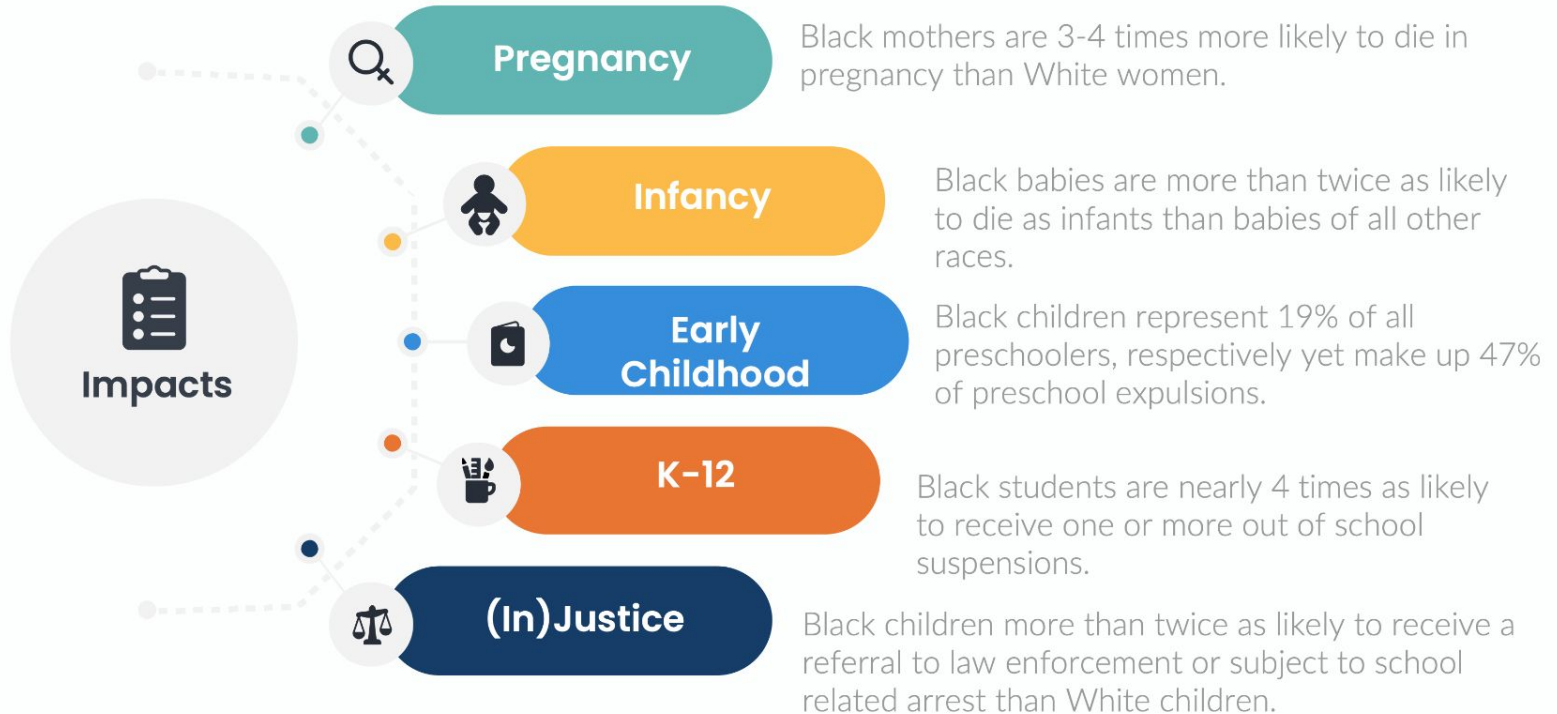 Pregnancy
Black mothers are 3-4 times more likely to die in
pregnancy than White women.
Infancy
Black babies are more than twice as likely
to die as infants than babies of all other
races.
Impacts
Early
Childhood
Black children represent 19% of all
preschoolers, respectively yet make up 47%
of preschool expulsions.
K-12
Black students are nearly 4 times as likely
to receive one or more out of school
suspensions.
(In)Justice
Black children more than twice as likely to receive a
referral to law enforcement or subject to school
related arrest than White children.